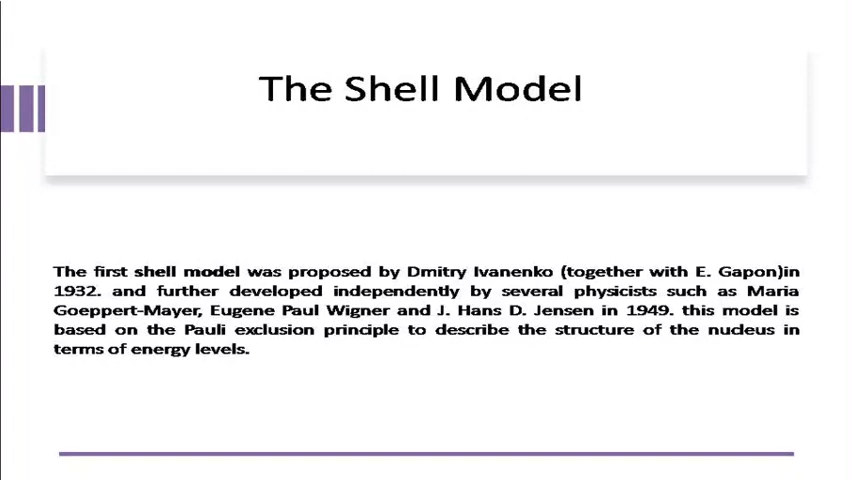 The Shell Model
The first shell model was proposed by Dmitry Ivanenko (together with E. Gapon)in
1932. and further developed independently by several physicists such as Maria
Goeppert-Mayer, Eugene Paul Wigner and J. Hans D. Jensen in 1949. this model is
based on the Pauli exclusion principle to describe the structure of the nucleus in
terms of energy levels.